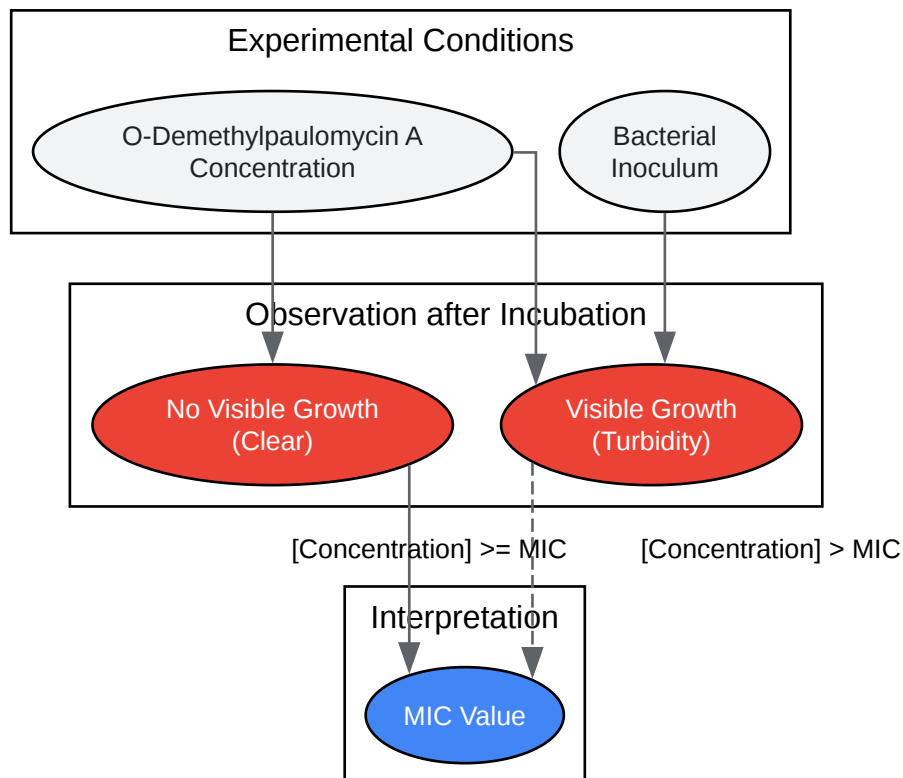 Experimental Conditions
O-Demethylpaulomycin A
Concentration
Bacterial
Inoculum
Observation after Incubation
No Visible Growth
(Clear)
Visible Growth
(Turbidity)
[Concentration] >= MIC
[Concentration] > MIC
Interpretation
MIC Value